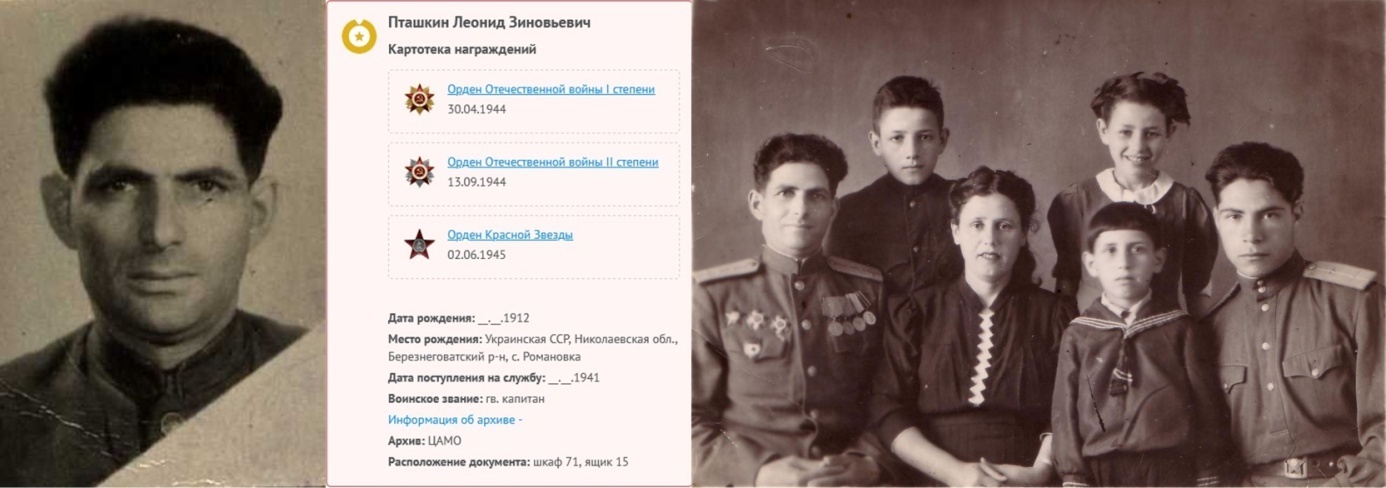 Пташкин Леонид Зиновьевич
Картотека награждений
Орден Отечественной войны I степени
30.04.1944
Орден Отечественной войны II степени
13.09.1944
Орден Красной Звезды
02.06.1945
Дата рождения: __.__.1912
Место рождения: Украинская ССР, Николаевская обл.,
Березнеговатский р-н, с. Романовка
Дата поступления на службу: __.__.1941
Воинское звание: гв. капитан
Информация об архиве -
Архив: ЦАМО
Расположение документа: шкаф 71, ящик 15